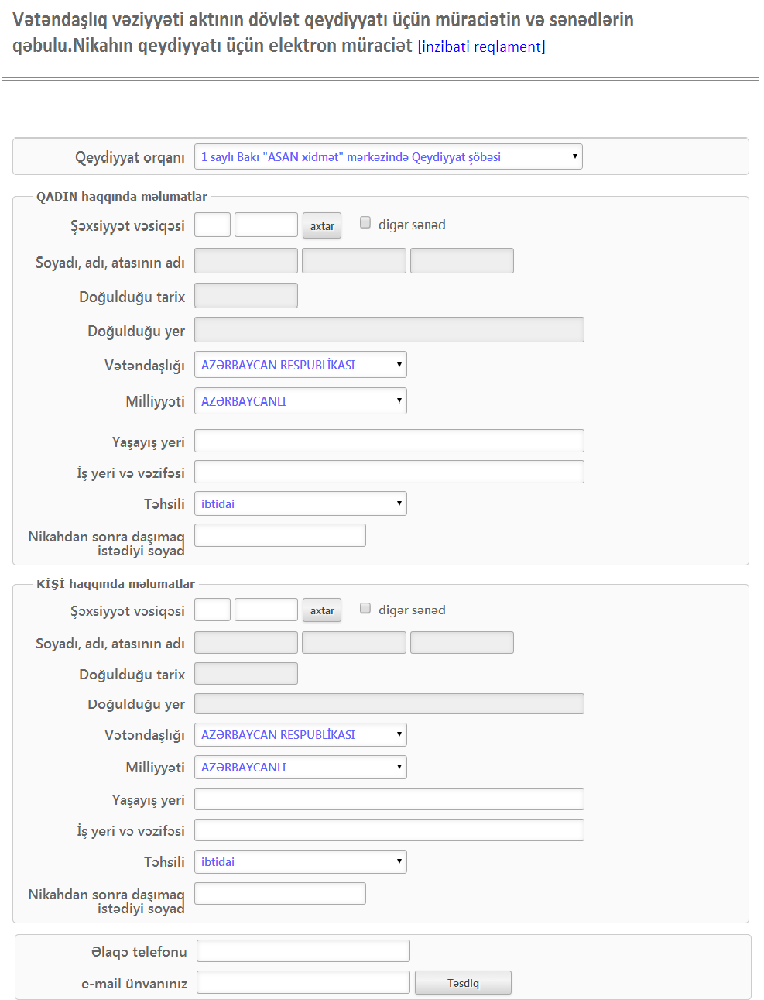 Vətəndaşlıq vəziyyəti aktının dövlət qeydiyyatı üçün müraciətin və sənədlərin
qəbulu.Nikahın qeydiyyatı üçün elektron müraciət [inzibati reqlament]
Qeydiyyat orqanı 1 saylı Bakı "ASAN xidmət" mərkəzində Qeydiyyat şöbəsi
QADIN haqqında məlumatlar
Şəxsiyyət vəsiqəsi axtar digər sənəd
Soyadı, adı, atasının adı
Doğulduğu tarix
Doğulduğu yer
Vətəndaşlığı AZƏRBAYCAN RESPUBLİKASI
Milliyyəti AZƏRBAYCANLI
Yaşayış yeri
İş yeri və vəzifəsi
Təhsili ibtidai
Nikahdan sonra daşımaq
istədiyi soyad
KİŞİ haqqında məlumatlar
Şəxsiyyət vəsiqəsi axtar digər sənəd
Soyadı, adı, atasının adı
Doğulduğu tarix
Doğulduğu yer
Vətəndaşlığı AZƏRBAYCAN RESPUBLİKASI
Milliyyəti AZƏRBAYCANLI
Yaşayış yeri
İş yeri və vəzifəsi
Təhsili ibtidai
Nikahdan sonra daşımaq
istədiyi soyad
Əlaqə telefonu
e-mail ünvanınız Təsdiq